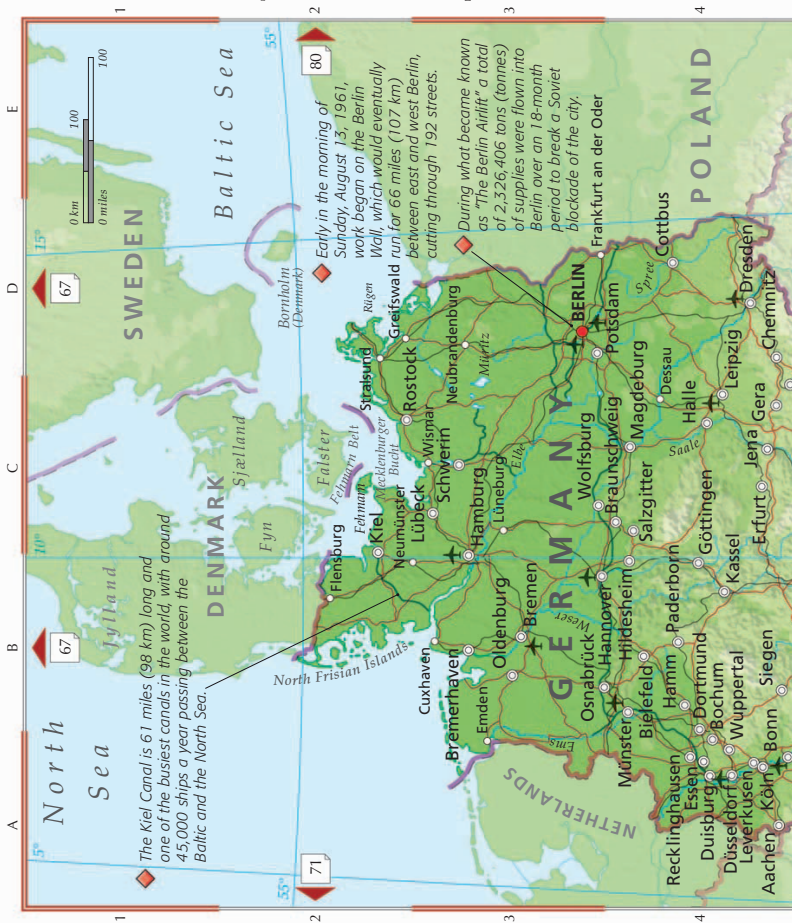 A
B
C
D
E
1
2
3
4
1
2
3
4
67
67
71
80
5°
10°
15°
55°
55°
0 km
100
0 miles
100
North
Sea
Baltic Sea
SWEDEN
DENMARK
Jylland
Fyn
Sjælland
Falster
Fehmarn Belt
Fehmarn
Mecklenburger
Bucht
Bornholm
(Denmark)
Rügen
The Kiel Canal is 61 miles (98 km) long and
one of the busiest canals in the world, with around
45,000 ships a year passing between the
Baltic and the North Sea.
Early in the morning of
Sunday, August 13, 1961,
work began on the Berlin
Wall, which would eventually
run for 66 miles (107 km)
between east and west Berlin,
cutting through 192 streets.
During what became known
as "The Berlin Airlift" a total
of 2,326,406 tons (tonnes)
of supplies were flown into
Berlin over an 18-month
period to break a Soviet
blockade of the city.
North Frisian Islands
Flensburg
Kiel
Neumünster
Lübeck
Wismar
Schwerin
Rostock
Stralsund
Greifswald
Neubrandenburg
Müritz
Cuxhaven
Bremerhaven
Emden
Oldenburg
Bremen
Hamburg
Lüneburg
Elbe
Ems
Weser
GERMANY
NETHERLANDS
POLAND
BERLIN
Potsdam
Frankfurt an der Oder
Spree
Cottbus
Wolfsburg
Braunschweig
Magdeburg
Salzgitter
Hannover
Hildesheim
Osnabrück
Münster
Bielefeld
Hamm
Paderborn
Göttingen
Kassel
Dessau
Halle
Leipzig
Saale
Dresden
Chemnitz
Gera
Jena
Erfurt
Recklinghausen
Essen
Duisburg
Düsseldorf
Leverkusen
Köln
Aachen
Bonn
Dortmund
Bochum
Wuppertal
Siegen